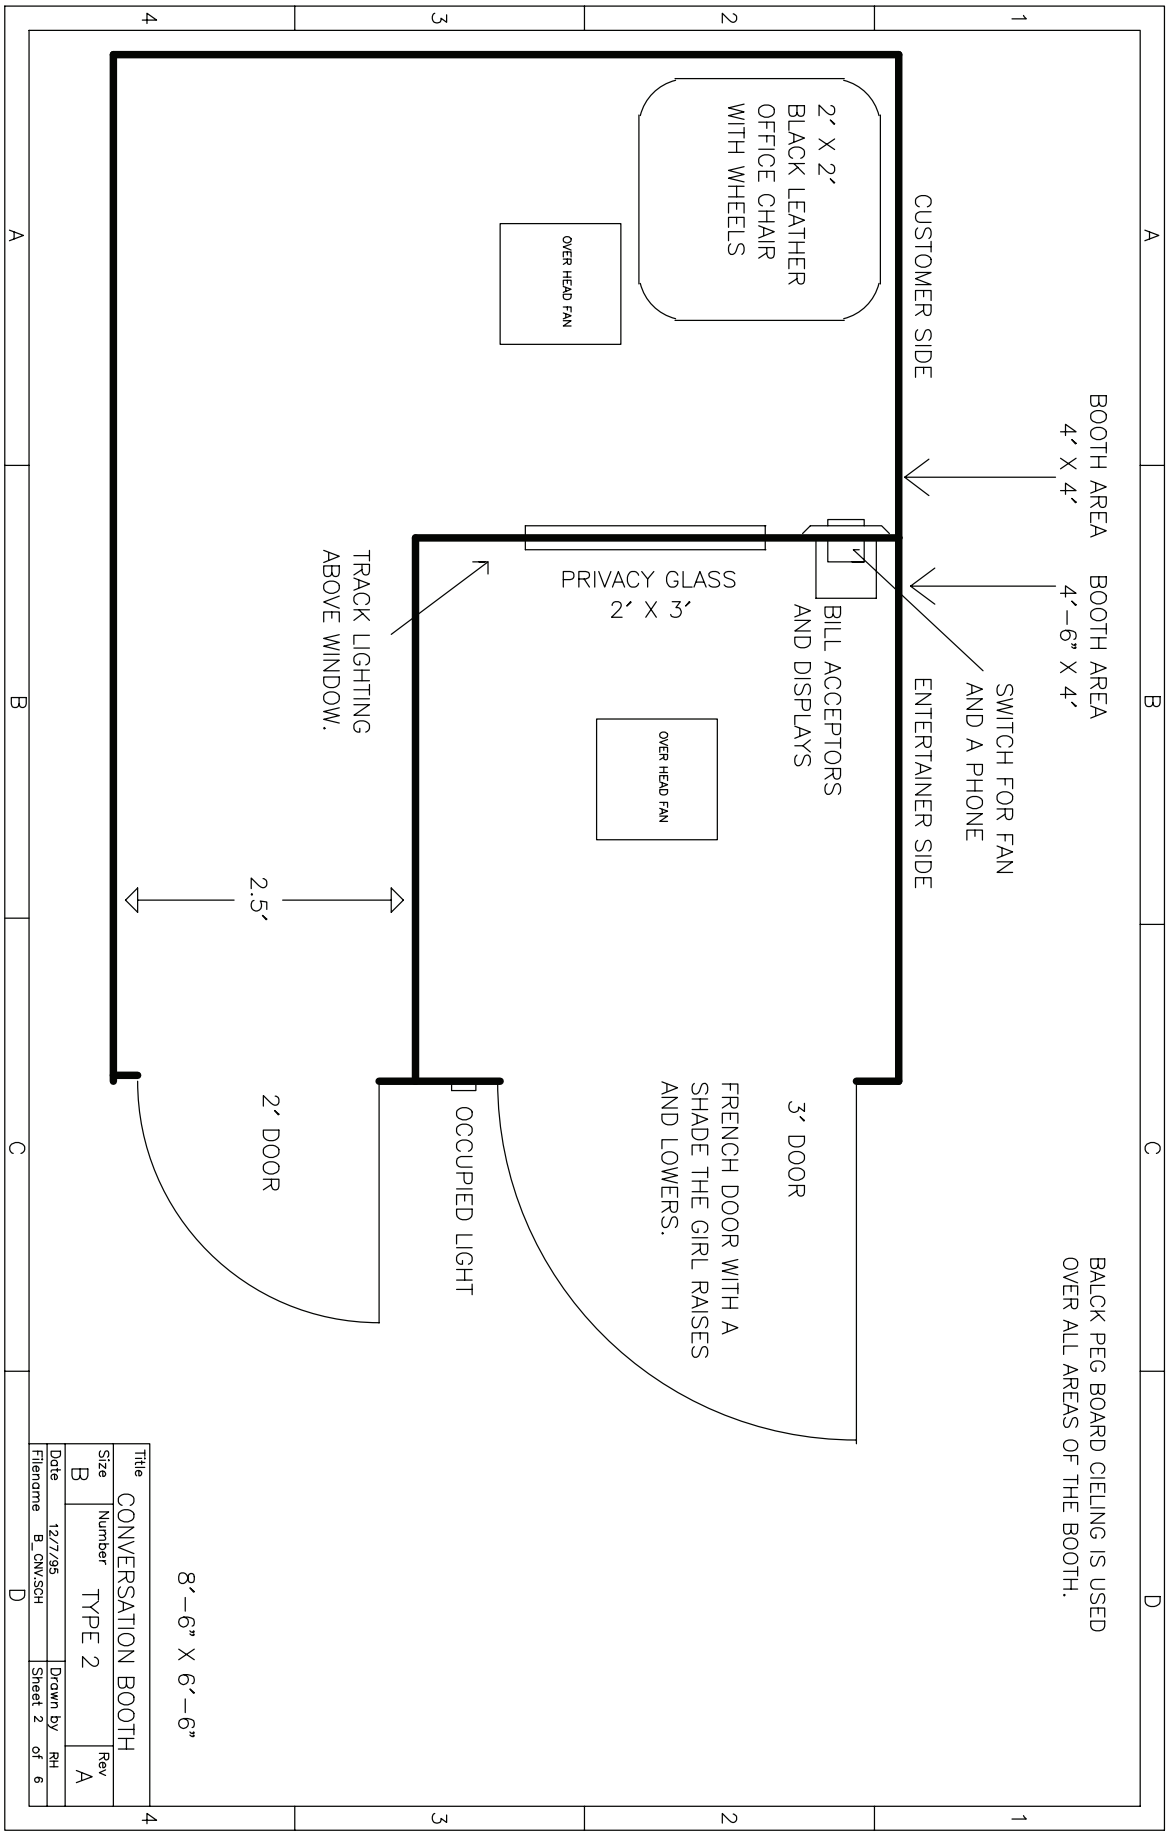 1
2
3
4
A
B
C
D
BOOTH AREA
4' X 4'
BOOTH AREA
4'-6" X 4'
BALCK PEG BOARD CIELING IS USED
OVER ALL AREAS OF THE BOOTH.
SWITCH FOR FAN
AND A PHONE
CUSTOMER SIDE
ENTERTAINER SIDE
2' X 2'
BLACK LEATHER
OFFICE CHAIR
WITH WHEELS
BILL ACCEPTORS
AND DISPLAYS
3' DOOR
FRENCH DOOR WITH A
SHADE THE GIRL RAISES
AND LOWERS.
PRIVACY GLASS
2' X 3'
OVER HEAD FAN
OVER HEAD FAN
OCCUPIED LIGHT
TRACK LIGHTING
ABOVE WINDOW.
2.5'
2' DOOR
8'-6" X 6'-6"
Title
CONVERSATION BOOTH
Size
B
Number
TYPE 2
Rev
A
Date 12/7/95
Drawn by RH
Filename B_CNV.SCH
Sheet 2 of 6
A
B
C
D
1
2
3
4